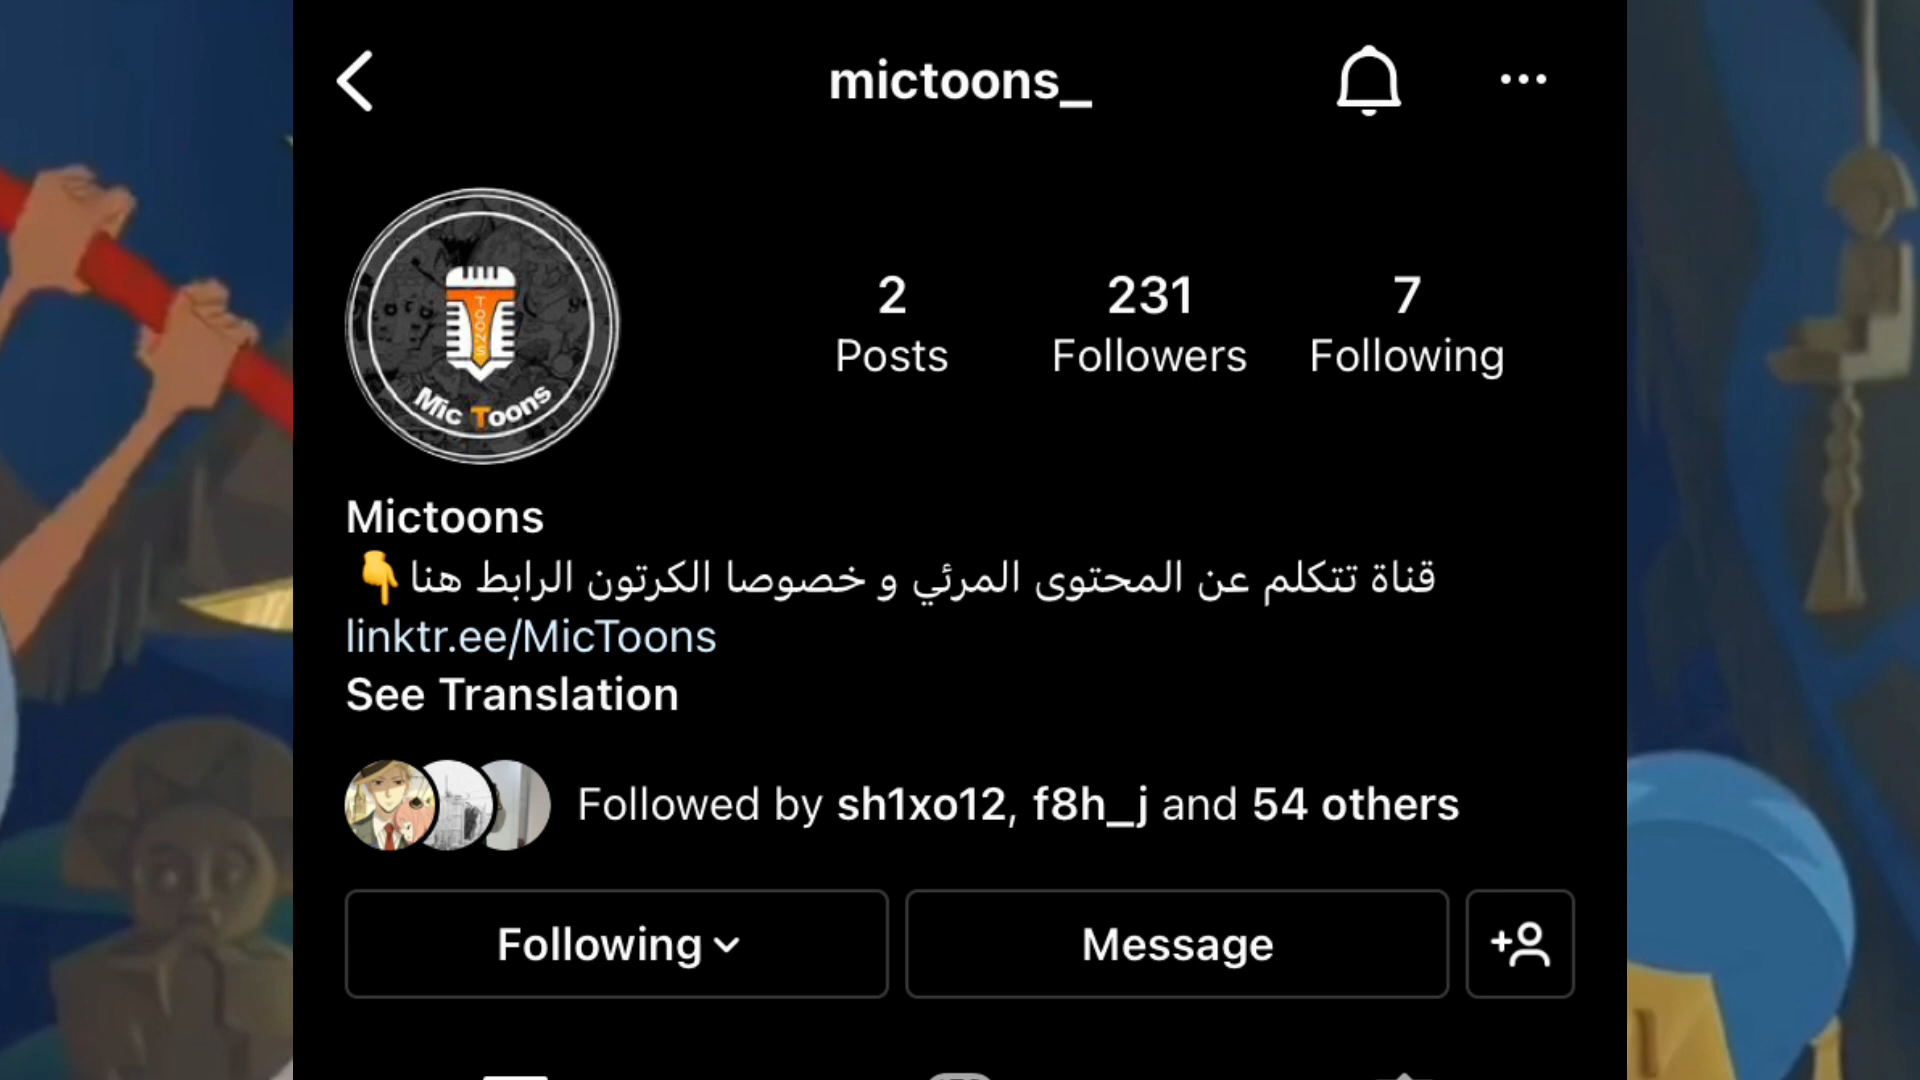 mictoons_
TOONS
Mic Toons
2
Posts
231
Followers
7
Following
Mictoons
قناة تتكلم عن المحتوى المرئي و خصوصا الكرتون الرابط هنا👇
linktr.ee/MicToons
See Translation
Followed by sh1xo12, f8h_j and 54 others
Following
Message